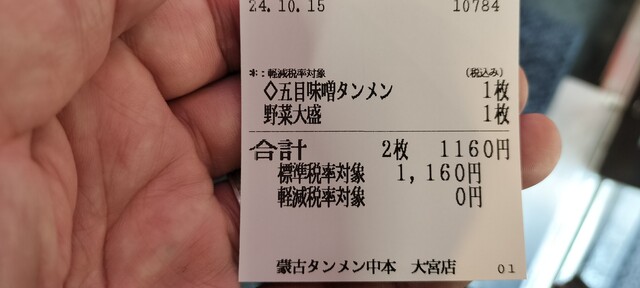 24.10.15 10784
*:軽減税率対象 (税込み)
◇五目味噌タンメン 1枚
野菜大盛 1枚
合計 2枚 1160円
標準税率対象 1,160円
軽減税率対象 0円
蒙古タンメン中本 大宮店 01